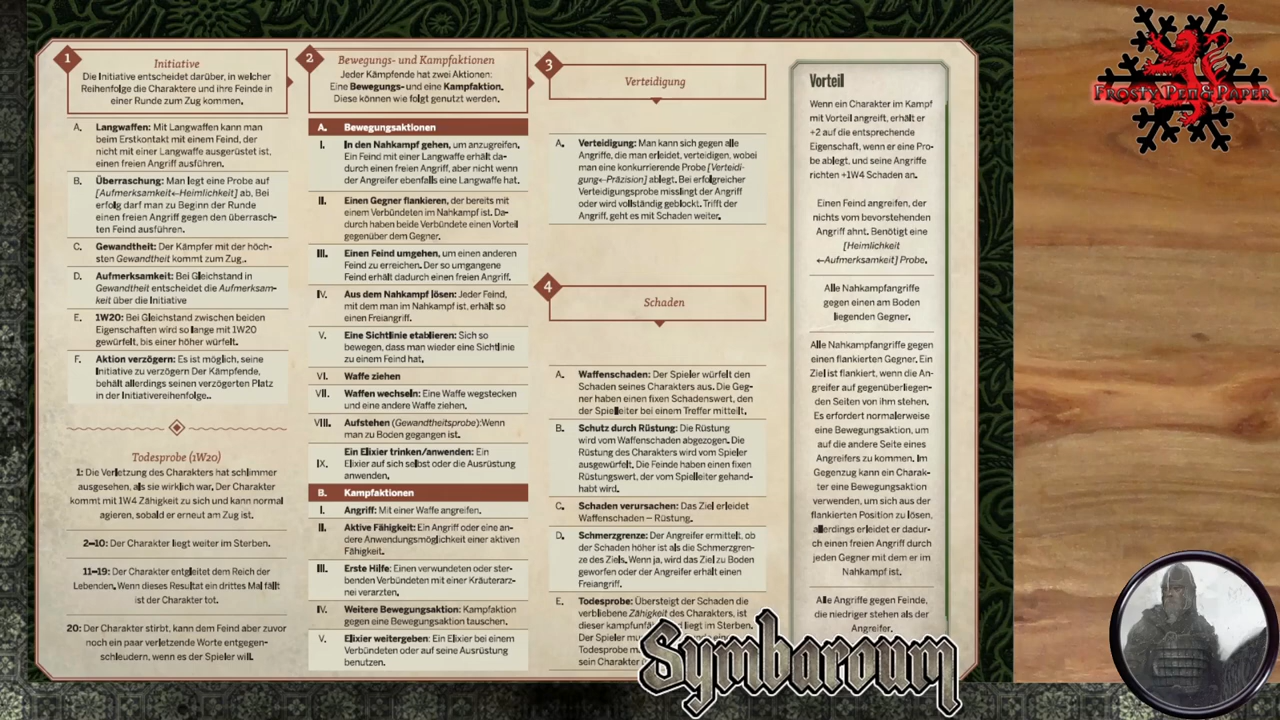 1
Initiative
Die Initiative entscheidet darüber, in welcher
Reihenfolge die Charaktere und ihre Feinde in
einer Runde zum Zug kommen.
A. Langwaffen: Mit Langwaffen kann man
beim Erstkontakt mit einem Feind, der
nicht mit einer Langwaffe ausgerüstet ist,
einen freien Angriff ausführen.
B. Überraschung: Man legt eine Probe auf
[Aufmerksamkeit←Heimlichkeit] ab. Bei
erfolg darf man zu Beginn der Runde
einen freien Angriff gegen den überrasch-
ten Feind ausführen.
C. Gewandtheit: Der Kämpfer mit der höch-
sten Gewandtheit kommt zum Zug..
D. Aufmerksamkeit: Bei Gleichstand in
Gewandtheit entscheidet die Aufmerksam-
keit über die Initiative
E. 1W20: Bei Gleichstand zwischen beiden
Eigenschaften wird so lange mit 1W20
gewürfelt, bis einer höher würfelt.
F. Aktion verzögern: Es ist möglich, seine
Initiative zu verzögern Der Kämpfende,
behält allerdings seinen verzögerten Platz
in der Initiativereihenfolge..
Todesprobe (1W20)
1: Die Verletzung des Charakters hat schlimmer
ausgesehen, als sie wirklich war. Der Charakter
kommt mit 1W4 Zähigkeit zu sich und kann normal
agieren, sobald er erneut am Zug ist.
2–10: Der Charakter liegt weiter im Sterben.
11–19: Der Charakter entgleitet dem Reich der
Lebenden. Wenn dieses Resultat ein drittes Mal fällt
ist der Charakter tot.
20: Der Charakter stirbt, kann dem Feind aber zuvor
noch ein paar verletzende Worte entgegen-
schleudern, wenn es der Spieler will.
2
Bewegungs- und Kampfaktionen
Jeder Kämpfende hat zwei Aktionen:
Eine Bewegungs- und eine Kampfaktion.
Diese können wie folgt genutzt werden.
A. Bewegungsaktionen
I. In den Nahkampf gehen, um anzugreifen.
Ein Feind mit einer Langwaffe erhält da-
durch einen freien Angriff, aber nicht wenn
der Angreifer ebenfalls eine Langwaffe hat.
II. Einen Gegner flankieren, der bereits mit
einem Verbündeten im Nahkampf ist. Da-
durch haben beide Verbündete einen Vorteil
gegenüber dem Gegner.
III. Einen Feind umgehen, um einen anderen
Feind zu erreichen. Der so umgangene
Feind erhält dadurch einen freien Angriff.
IV. Aus dem Nahkampf lösen: Jeder Feind,
mit dem man im Nahkampf ist, erhält so
einen Freiangriff.
V. Eine Sichtlinie etablieren: Sich so
bewegen, dass man wieder eine Sichtlinie
zu einem Feind hat.
VI. Waffe ziehen
VII. Waffen wechseln: Eine Waffe wegstecken
und eine andere Waffe ziehen.
VIII. Aufstehen (Gewandtheitsprobe):Wenn
man zu Boden gegangen ist.
IX. Ein Elixier trinken/anwenden: Ein
Elixier auf sich selbst oder die Ausrüstung
anwenden.
B. Kampfaktionen
I. Angriff: Mit einer Waffe angreifen.
II. Aktive Fähigkeit: Ein Angriff oder eine an-
dere Anwendungsmöglichkeit einer aktiven
Fähigkeit.
III. Erste Hilfe: Einen verwundeten oder ster-
benden Verbündeten mit einer Kräuterarz-
nei verarzten.
IV. Weitere Bewegungsaktion: Kampfaktion
gegen eine Bewegungsaktion tauschen.
V. Elixier weitergeben: Ein Elixier bei einem
Verbündeten oder auf seine Ausrüstung
benutzen.
3
Verteidigung
A. Verteidigung: Man kann sich gegen alle
Angriffe, die man erleidet, verteidigen, wobei
man eine konkurrierende Probe [Verteidi-
gung←Präzision] ablegt. Bei erfolgreicher
Verteidigungsprobe misslingt der Angriff
oder wird vollständig geblockt. Trifft der
Angriff, geht es mit Schaden weiter.
4
Schaden
A. Waffenschaden: Der Spieler würfelt den
Schaden seines Charakters aus. Die Geg-
ner haben einen fixen Schadenswert, den
der Spielleiter bei einem Treffer mitteilt.
B. Schutz durch Rüstung: Die Rüstung
wird vom Waffenschaden abgezogen. Die
Rüstung des Charakters wird vom Spieler
ausgewürfelt. Die Feinde haben einen fixen
Rüstungswert, der vom Spielleiter gehand-
habt wird.
C. Schaden verursachen: Das Ziel erleidet
Waffenschaden – Rüstung.
D. Schmerzgrenze: Der Angreifer ermittelt, ob
der Schaden höher ist als die Schmerzgren-
ze des Ziels. Wenn ja, wird das Ziel zu Boden
geworfen oder der Angreifer erhält einen
Freiangriff.
E. Todesprobe: Übersteigt der Schaden die
verbliebene Zähigkeit des Charakters, ist
dieser liegt im Sterben.
Der Spieler
Todesprobe
sein Charakter
Vorteil
Wenn ein Charakter im Kampf
mit Vorteil angreift, erhält er
+2 auf die entsprechende
Eigenschaft, wenn er eine Pro-
be ablegt, und seine Angriffe
richten +1W4 Schaden an.
Einen Feind angreifen, der
nichts vom bevorstehenden
Angriff ahnt. Benötigt eine
[Heimlichkeit
←Aufmerksamkeit] Probe.
Alle Nahkampfangriffe
gegen einen am Boden
liegenden Gegner.
Alle Nahkampfangriffe gegen
einen flankierten Gegner. Ein
Ziel ist flankiert, wenn die An-
greifer auf gegenüberliegen-
den Seiten von ihm stehen.
Es erfordert normalerweise
eine Bewegungsaktion, um
auf die andere Seite eines
Angreifers zu kommen. Im
Gegenzug kann ein Charak-
ter eine Bewegungsaktion
verwenden, um sich aus der
flankierten Position zu lösen,
allerdings erleidet er dadur-
ch einen freien Angriff durch
jeden Gegner mit dem er im
Nahkampf ist.
Alle Angriffe gegen Feinde,
die niedriger stehen als der
Angreifer.
Symbaroum
Frosty Pen & Paper